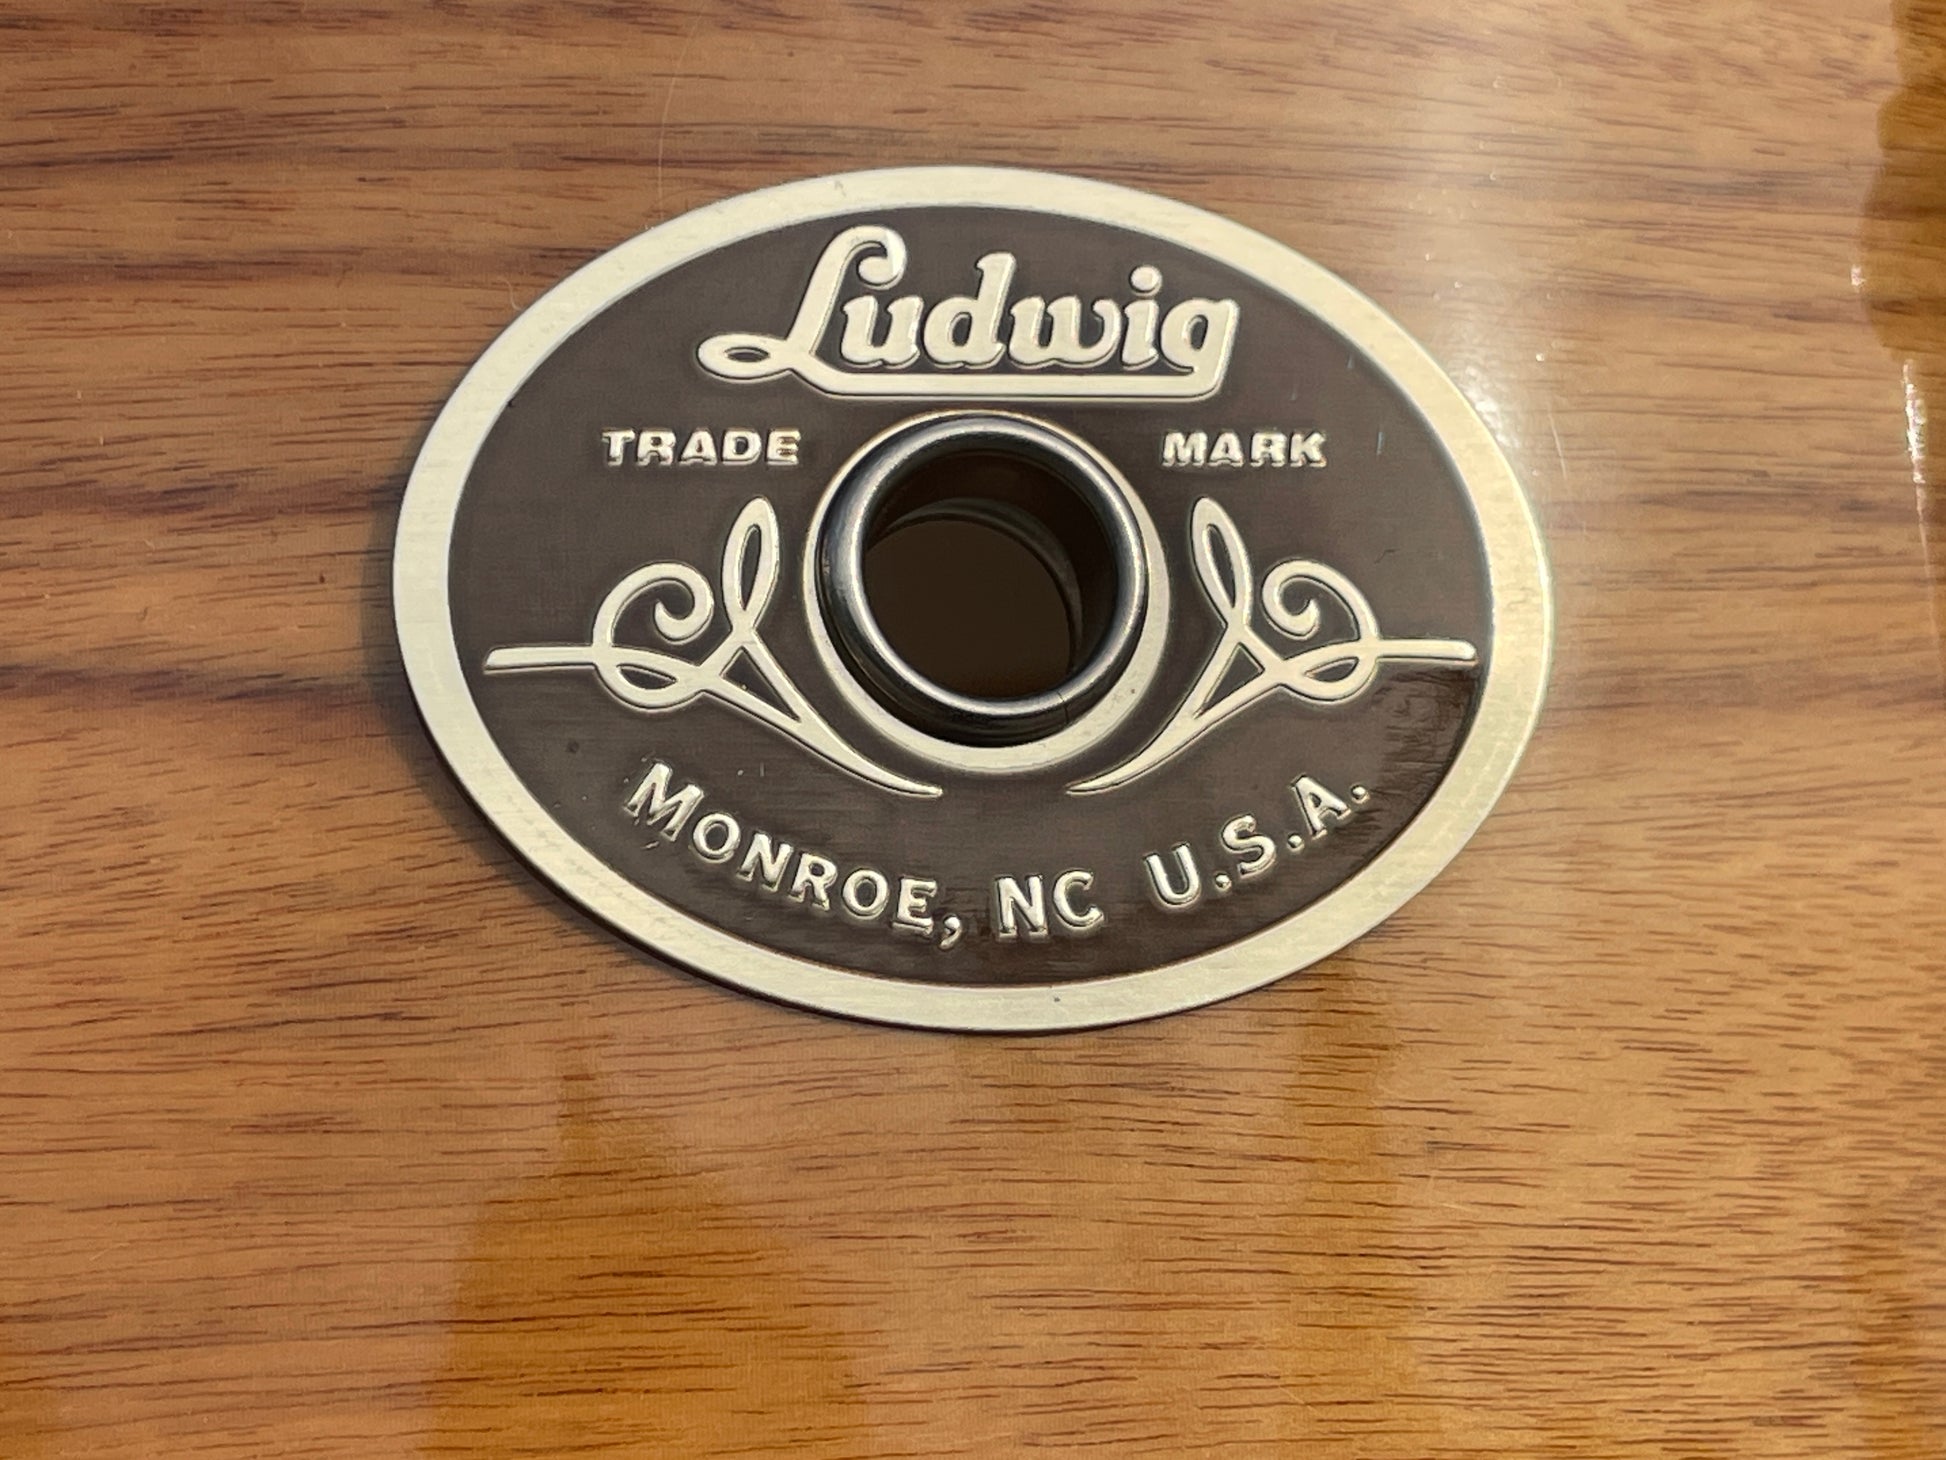 Ludwig
TRADE MARK
MONROE, NC U.S.A.